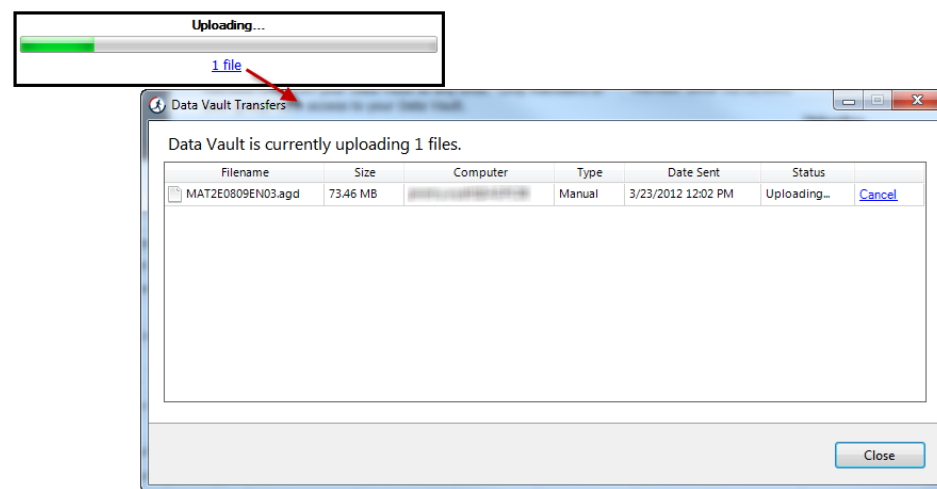 Uploading...
1 file
Data Vault Transfers
Data Vault is currently uploading 1 files.
Filename Size Computer Type Date Sent Status
MAT2E0809EN03.agd 73.46 MB Manual 3/23/2012 12:02 PM Uploading... Cancel
Close